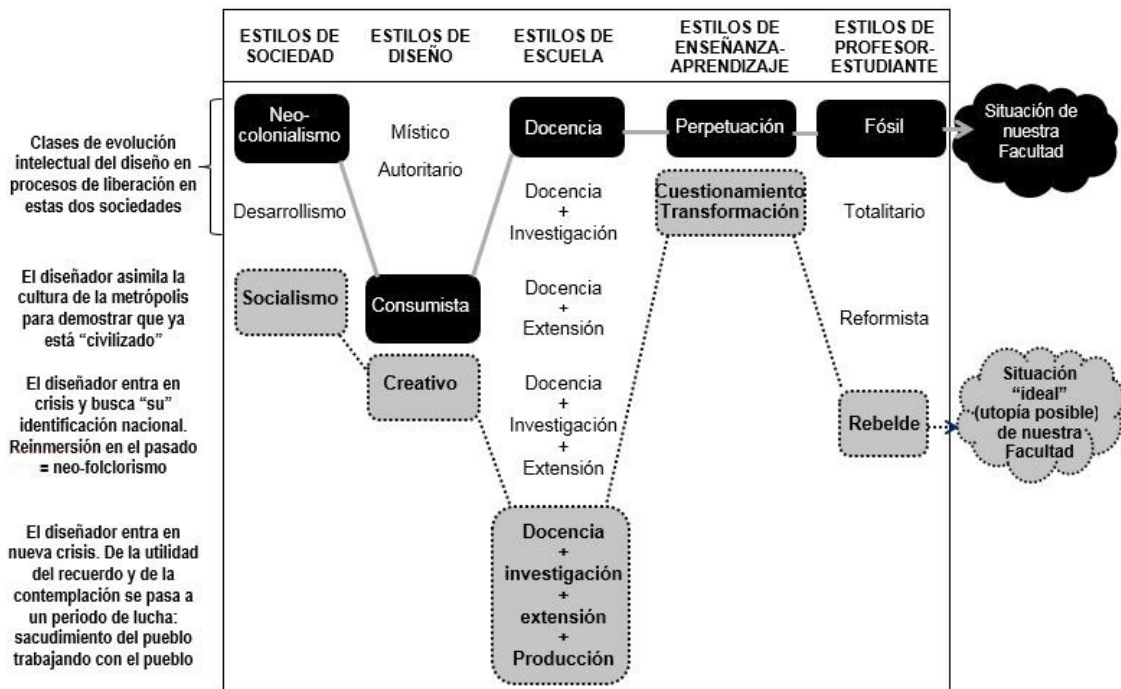 ESTILOS DE
SOCIEDAD
ESTILOS DE
DISEÑO
ESTILOS DE
ESCUELA
ESTILOS DE
ENSEÑANZA-
APRENDIZAJE
ESTILOS DE
PROFESOR-
ESTUDIANTE
Clases de evolución
intelectual del diseño en
procesos de liberación en
estas dos sociedades
Neo-
colonialismo
Místico
Autoritario
Docencia
Perpetuación
Fósil
Situación de
nuestra
Facultad
Desarrollismo
Docencia
+
Investigación
Cuestionamiento
Transformación
Totalitario
El diseñador asimila la
cultura de la metrópolis
para demostrar que ya
está “civilizado”
Socialismo
Consumista
Docencia
+
Extensión
Reformista
El diseñador entra en
crisis y busca “su”
identificación nacional.
Reinmersión en el pasado
= neo-folclorismo
Creativo
Docencia
+
Investigación
+
Extensión
Rebelde
Situación
“ideal”
(utopía posible)
de nuestra
Facultad
El diseñador entra en
nueva crisis. De la utilidad
del recuerdo y de la
contemplación se pasa a
un periodo de lucha:
sacudimiento del pueblo
trabajando con el pueblo
Docencia
+
investigación
+
extensión
+
Producción